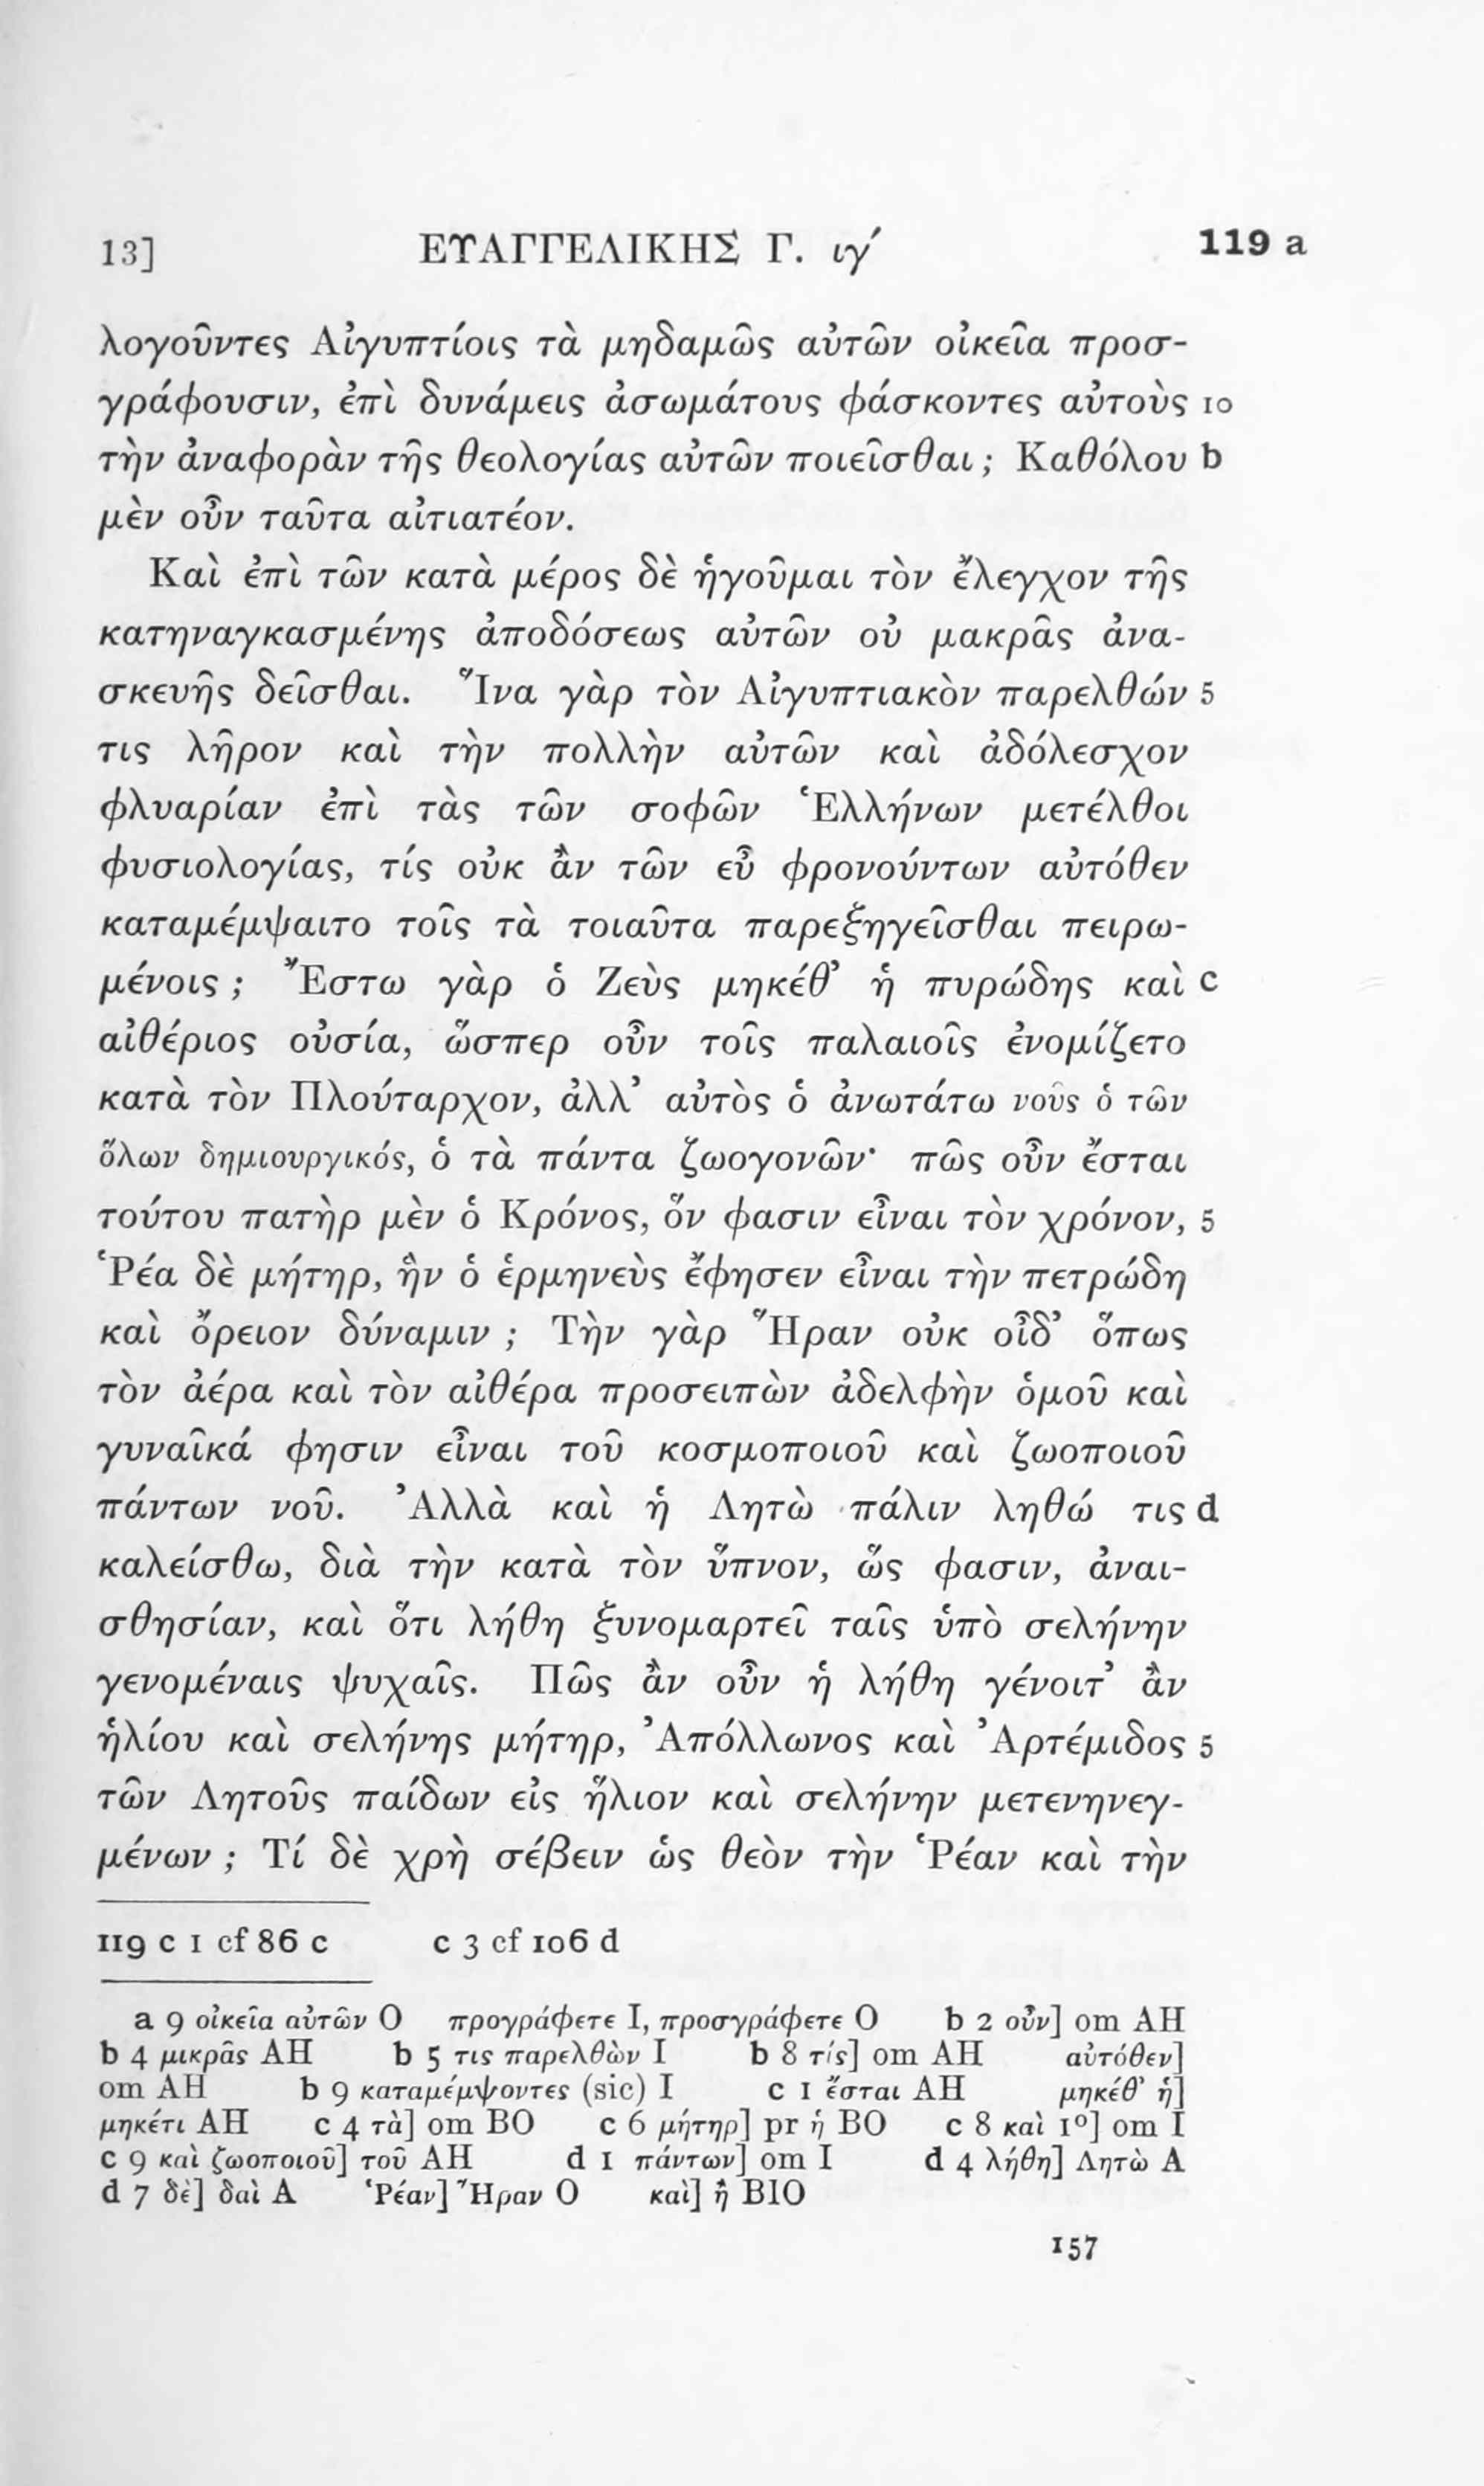 13] ΕΥΑΓΓΕΛΙΚΗΣ Γ. ιγ´ 119 a
λογοῦντες Αἰγυπτίοις τὰ μηδαμῶς αὐτῶν οἰκεῖα προσ-
γράφουσιν, ἐπὶ δυνάμεις ἀσωμάτους φάσκοντες αὐτοὺς 10
τὴν ἀναφορὰν τῆς θεολογίας αὐτῶν ποιεῖσθαι; Καθόλου b
μὲν οὖν ταῦτα αἰτιατέον.
Καὶ ἐπὶ τῶν κατὰ μέρος δὲ ἡγοῦμαι τὸν ἔλεγχον τῆς
κατηναγκασμένης ἀποδόσεως αὐτῶν οὐ μακρᾶς ἀνα-
σκευῆς δεῖσθαι. Ἵνα γὰρ τὸν Αἰγυπτιακὸν παρελθών 5
τις λῆρον καὶ τὴν πολλὴν αὐτῶν καὶ ἀδόλεσχον
φλυαρίαν ἐπὶ τὰς τῶν σοφῶν Ἑλλήνων μετέλθοι
φυσιολογίας, τίς οὐκ ἂν τῶν εὖ φρονούντων αὐτόθεν
καταμέμψαιτο τοῖς τὰ τοιαῦτα παρεξηγεῖσθαι πειρω-
μένοις; Ἔστω γὰρ ὁ Ζεὺς μηκέθ’ ἡ πυρώδης καὶ c
αἰθέριος οὐσία, ὥσπερ οὖν τοῖς παλαιοῖς ἐνομίζετο
κατὰ τὸν Πλούταρχον, ἀλλ’ αὐτὸς ὁ ἀνωτάτω νοῦς ὁ τῶν
ὅλων δημιουργικός, ὁ τὰ πάντα ζωογονῶν· πῶς οὖν ἔσται
τούτου πατὴρ μὲν ὁ Κρόνος, ὅν φασιν εἶναι τὸν χρόνον, 5
Ῥέα δὲ μήτηρ, ἣν ὁ ἑρμηνεὺς ἔφησεν εἶναι τὴν πετρώδη
καὶ ὄρειον δύναμιν; Τὴν γὰρ Ἥραν οὐκ οἶδ’ ὅπως
τὸν ἀέρα καὶ τὸν αἰθέρα προσειπὼν ἀδελφὴν ὁμοῦ καὶ
γυναῖκά φησιν εἶναι τοῦ κοσμοποιοῦ καὶ ζωοποιοῦ
πάντων νοῦ. Ἀλλὰ καὶ ἡ Λητὼ πάλιν ληθώ τις d
καλείσθω, διὰ τὴν κατὰ τὸν ὕπνον, ὥς φασιν, ἀναι-
σθησίαν, καὶ ὅτι λήθη ξυνομαρτεῖ ταῖς ὑπὸ σελήνην
γενομέναις ψυχαῖς. Πῶς ἂν οὖν ἡ λήθη γένοιτ’ ἂν
ἡλίου καὶ σελήνης μήτηρ, Ἀπόλλωνος καὶ Ἀρτέμιδος 5
τῶν Λητοῦς παίδων εἰς ἥλιον καὶ σελήνην μετενηνεγ-
μένων; Τί δὲ χρὴ σέβειν ὡς θεὸν τὴν Ῥέαν καὶ τὴν
119 c 1 cf 86 c c 3 cf 106 d
a 9 οἰκεῖα αὐτῶν O προγράφετε I, προσγράφετε O b 2 οὖν] om AH
b 4 μικρᾶς AH b 5 τις παρελθὼν I b 8 τίς] om AH αὐτόθεν]
om AH b 9 καταμέμψοντες (sic) I c 1 ἔσται AH μηκέθ’ ἡ]
μηκέτι AH c 4 τὰ] om BO c 6 μήτηρ] pr ἡ BO c 8 καὶ 1º] om I
c 9 καὶ ζωοποιοῦ] τοῦ AH d 1 πάντων] om I d 4 λήθη] Λητὼ A
d 7 δὲ] δαὶ A Ῥέαν] Ἥραν O καὶ] ἢ BIO
157